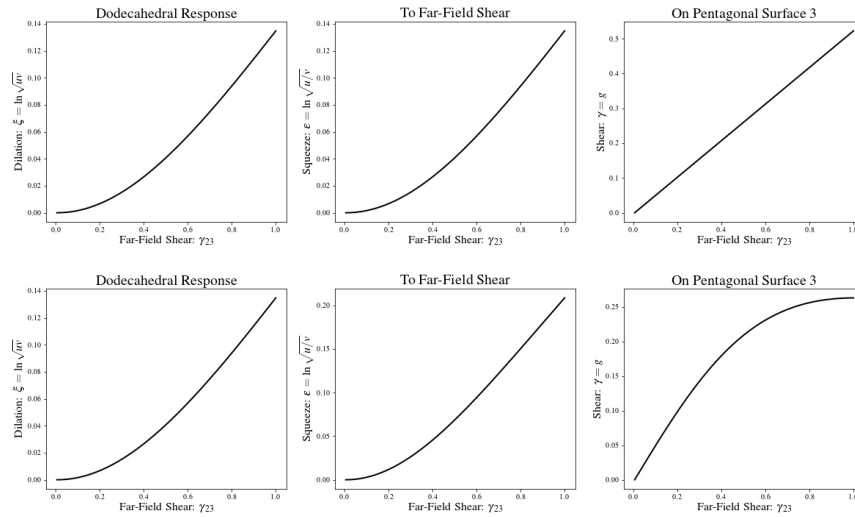 Dodecahedral Response
To Far-Field Shear
On Pentagonal Surface 3
Dilation: ξ = ln √uv
0.14
0.12
0.10
0.08
0.06
0.04
0.02
0.00
0.0 0.2 0.4 0.6 0.8 1.0
Far-Field Shear: γ23
Squeeze: ε = ln √u/v
0.14
0.12
0.10
0.08
0.06
0.04
0.02
0.00
0.0 0.2 0.4 0.6 0.8 1.0
Far-Field Shear: γ23
Shear: γ = g
0.5
0.4
0.3
0.2
0.1
0.0
0.0 0.2 0.4 0.6 0.8 1.0
Far-Field Shear: γ23
Dodecahedral Response
To Far-Field Shear
On Pentagonal Surface 3
Dilation: ξ = ln √uv
0.14
0.12
0.10
0.08
0.06
0.04
0.02
0.00
0.0 0.2 0.4 0.6 0.8 1.0
Far-Field Shear: γ23
Squeeze: ε = ln √u/v
0.20
0.15
0.10
0.05
0.00
0.0 0.2 0.4 0.6 0.8 1.0
Far-Field Shear: γ23
Shear: γ = g
0.25
0.20
0.15
0.10
0.05
0.00
0.0 0.2 0.4 0.6 0.8 1.0
Far-Field Shear: γ23